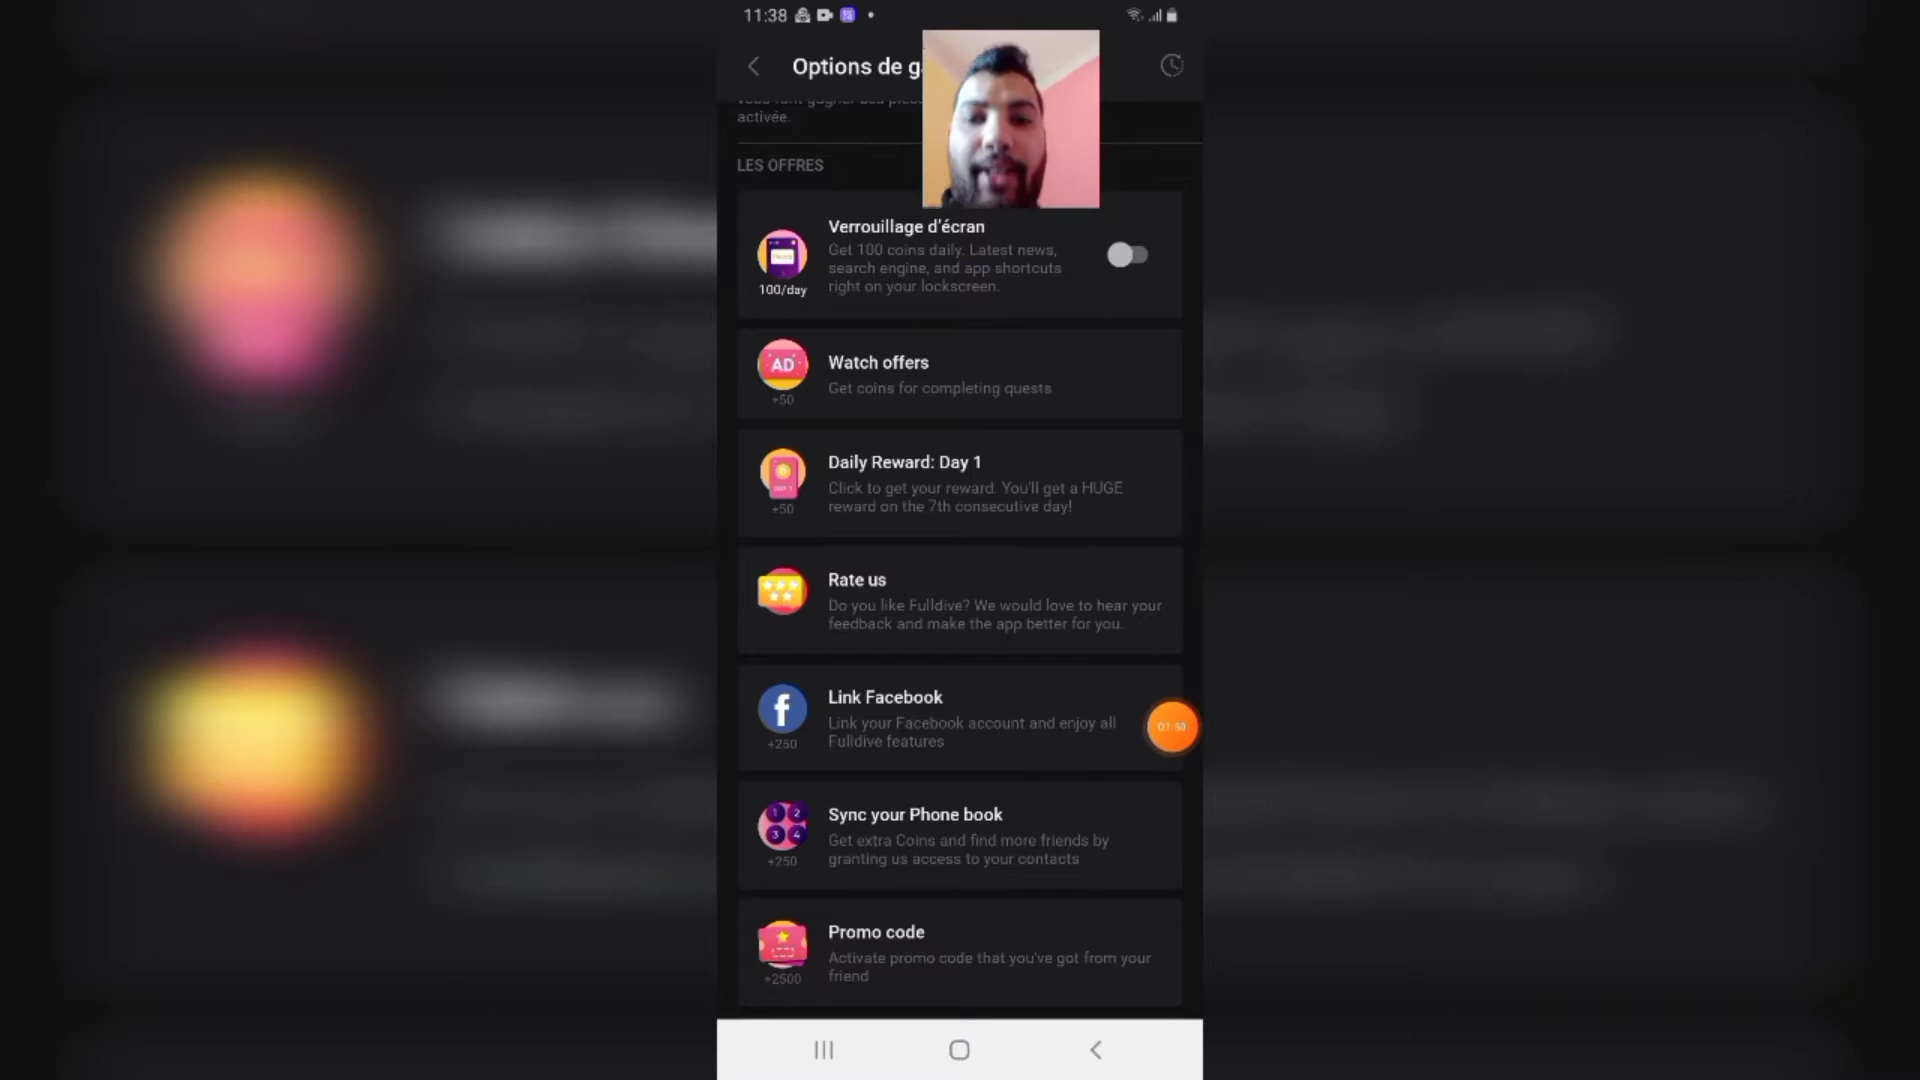 11:38
Options de g
activée.
LES OFFRES
Verrouillage d'écran
Get 100 coins daily. Latest news,
search engine, and app shortcuts
right on your lockscreen.
100/day
AD
Watch offers
Get coins for completing quests
+50
Daily Reward: Day 1
Click to get your reward. You'll get a HUGE
reward on the 7th consecutive day!
DAY 1
+50
Rate us
Do you like Fulldive? We would love to hear your
feedback and make the app better for you.
Link Facebook
Link your Facebook account and enjoy all
Fulldive features
f
+250
Sync your Phone book
Get extra Coins and find more friends by
granting us access to your contacts
1 2
3 4
+250
Promo code
Activate promo code that you've got from your
friend
+2500